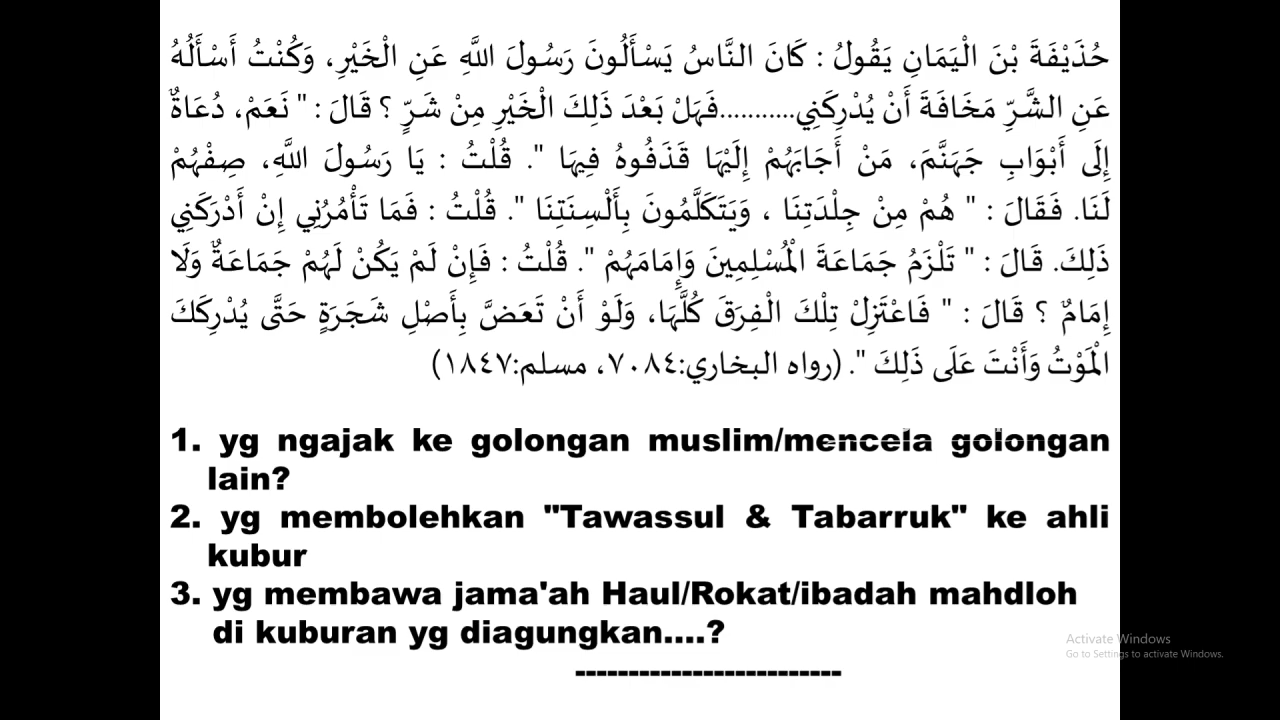 حُذَيْفَةَ بْنَ الْيَمَانِ يَقُولُ : كَانَ النَّاسُ يَسْأَلُونَ رَسُولَ اللَّهِ عَنِ الْخَيْرِ، وَكُنْتُ أَسْأَلُهُ
عَنِ الشَّرِّ مَخَافَةَ أَنْ يُدْرِكَنِي...........فَهَلْ بَعْدَ ذَلِكَ الْخَيْرِ مِنْ شَرٍّ ؟ قَالَ : " نَعَمْ، دُعَاةٌ
إِلَى أَبْوَابِ جَهَنَّمَ، مَنْ أَجَابَهُمْ إِلَيْهَا قَذَفُوهُ فِيهَا ". قُلْتُ : يَا رَسُولَ اللَّهِ، صِفْهُمْ
لَنَا. فَقَالَ : " هُمْ مِنْ جِلْدَتِنَا ، وَيَتَكَلَّمُونَ بِأَلْسِنَتِنَا ". قُلْتُ : فَمَا تَأْمُرُنِي إِنْ أَدْرَكَنِي
ذَلِكَ. قَالَ : " تَلْزَمُ جَمَاعَةَ الْمُسْلِمِينَ وَإِمَامَهُمْ ". قُلْتُ : فَإِنْ لَمْ يَكُنْ لَهُمْ جَمَاعَةٌ وَلَا
إِمَامٌ ؟ قَالَ : " فَاعْتَزِلْ تِلْكَ الْفِرَقَ كُلَّهَا، وَلَوْ أَنْ تَعَضَّ بِأَصْلِ شَجَرَةٍ حَتَّى يُدْرِكَكَ
الْمَوْتُ وَأَنْتَ عَلَى ذَلِكَ ". (رواه البخاري:٧٠٨٤، مسلم:١٨٤٧)
1. yg ngajak ke golongan muslim/mencela golongan
lain?
2. yg membolehkan "Tawassul & Tabarruk" ke ahli
kubur
3. yg membawa jama'ah Haul/Rokat/ibadah mahdloh
di kuburan yg diagungkan....?
-------------------------
Activate Windows
Go to Settings to activate Windows.